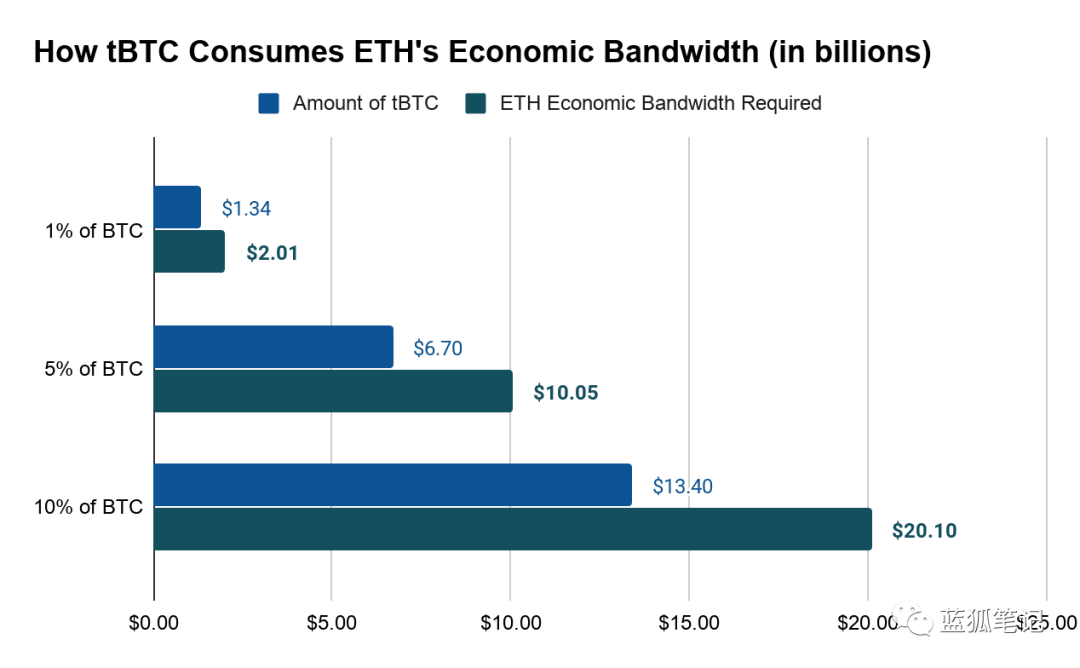 How tBTC Consumes ETH's Economic Bandwidth (in billions)
Amount of tBTC ETH Economic Bandwidth Required
1% of BTC
$1.34
$2.01
5% of BTC
$6.70
$10.05
10% of BTC
$13.40
$20.10
$0.00 $5.00 $10.00 $15.00 $20.00 $25.00
蓝狐笔记